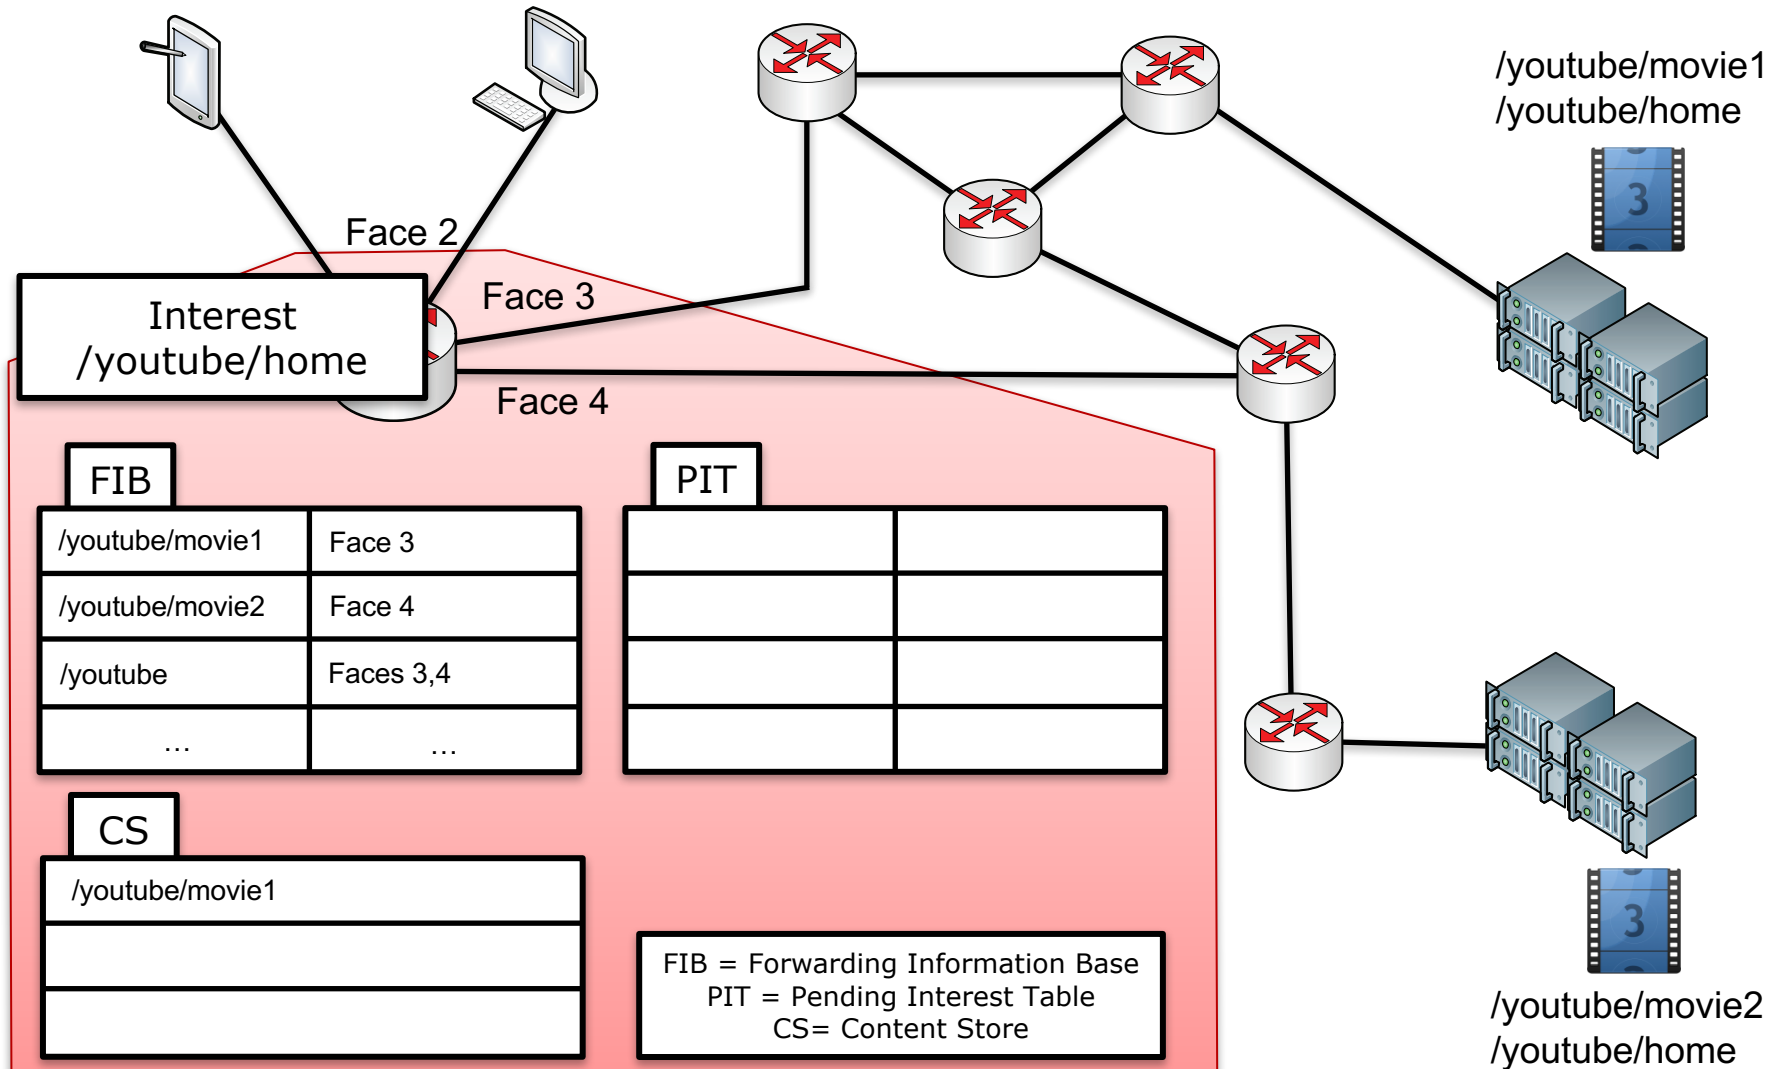 /youtube/movie1
/youtube/home
3
Face 2
Face 3
Interest
/youtube/home
Face 4
FIB
/youtube/movie1 Face 3
/youtube/movie2 Face 4
/youtube Faces 3,4
… …
PIT
CS
/youtube/movie1
FIB = Forwarding Information Base
PIT = Pending Interest Table
CS= Content Store
3
/youtube/movie2
/youtube/home